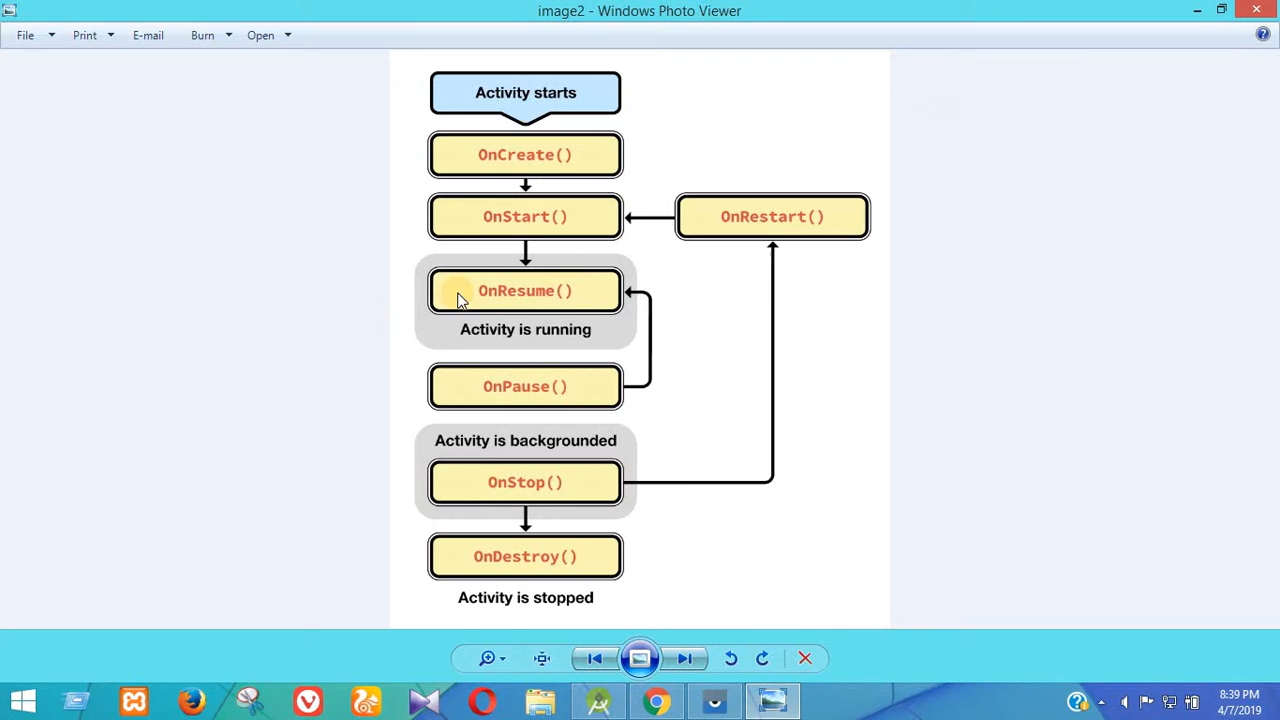 image2 - Windows Photo Viewer
File Print E-mail Burn Open
Activity starts
OnCreate()
OnStart() OnRestart()
OnResume()
Activity is running
OnPause()
Activity is backgrounded
OnStop()
OnDestroy()
Activity is stopped
8:39 PM
4/7/2019